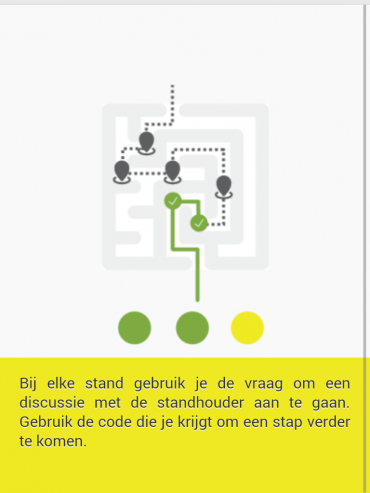 Bij elke stand gebruik je de vraag om een
discussie met de standhouder aan te gaan.
Gebruik de code die je krijgt om een stap verder
te komen.